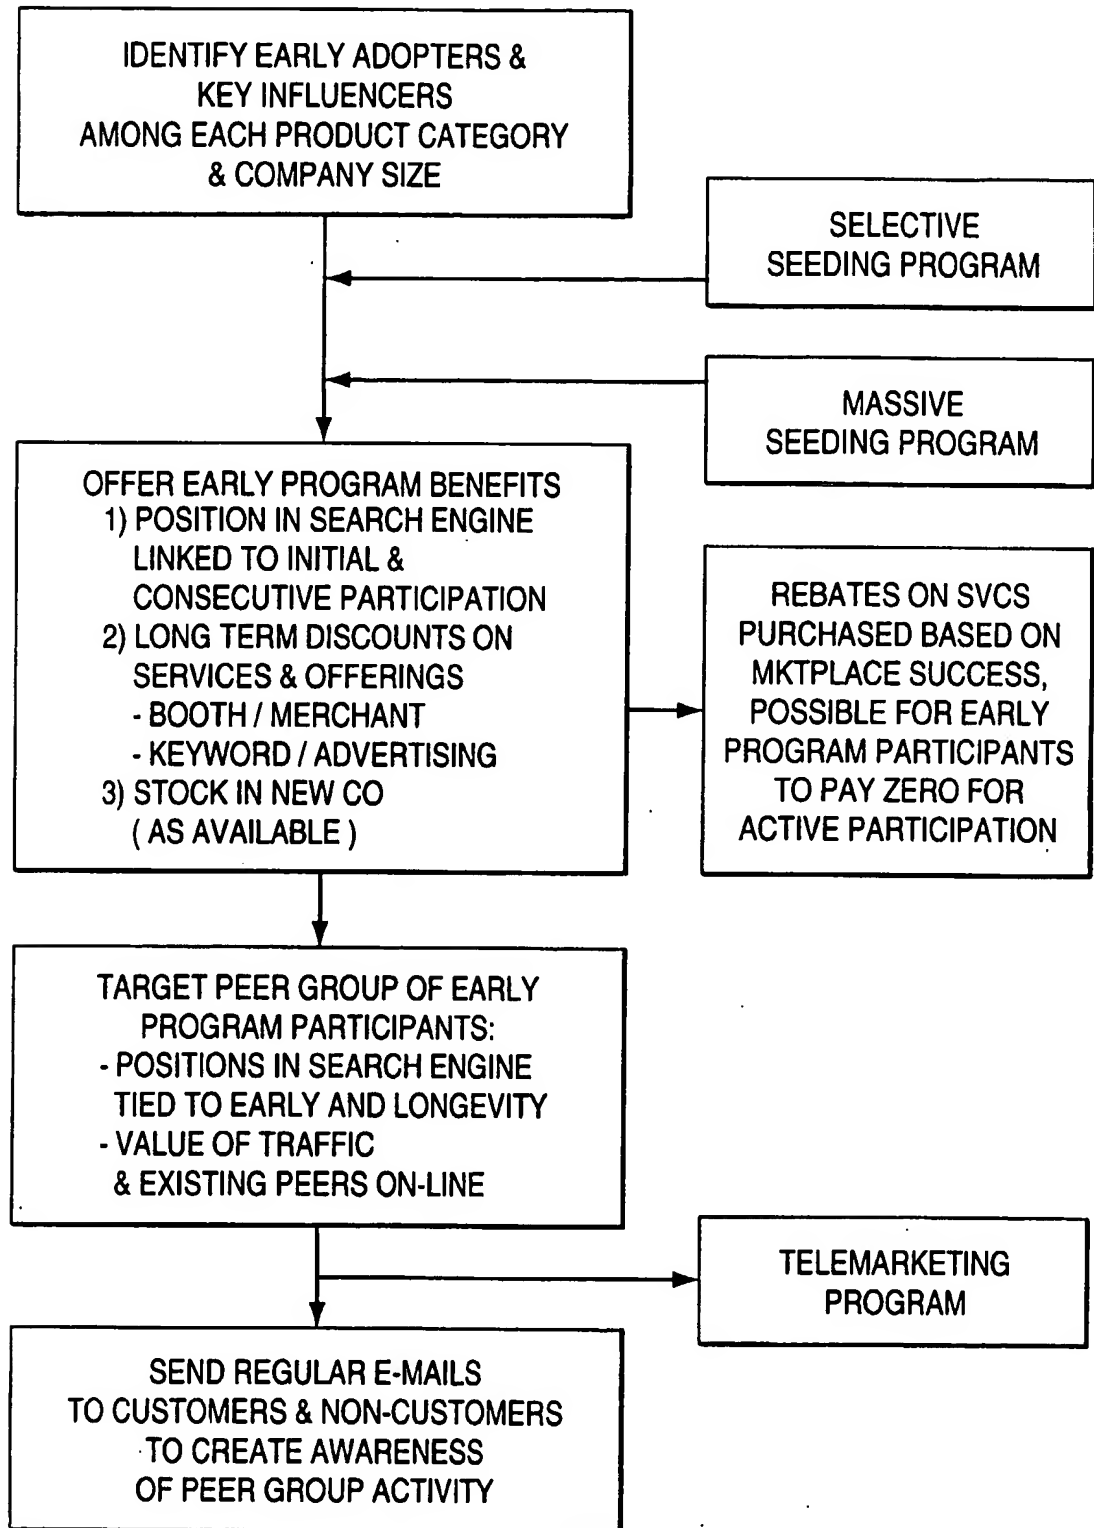 IDENTIFY EARLY ADOPTERS &
KEY INFLUENCERS
AMONG EACH PRODUCT CATEGORY
& COMPANY SIZE
SELECTIVE
SEEDING PROGRAM
MASSIVE
SEEDING PROGRAM
OFFER EARLY PROGRAM BENEFITS
1) POSITION IN SEARCH ENGINE
LINKED TO INITIAL &
CONSECUTIVE PARTICIPATION
2) LONG TERM DISCOUNTS ON
SERVICES & OFFERINGS
- BOOTH / MERCHANT
- KEYWORD / ADVERTISING
3) STOCK IN NEW CO
( AS AVAILABLE )
REBATES ON SVCS
PURCHASED BASED ON
MKTPLACE SUCCESS,
POSSIBLE FOR EARLY
PROGRAM PARTICIPANTS
TO PAY ZERO FOR
ACTIVE PARTICIPATION
TARGET PEER GROUP OF EARLY
PROGRAM PARTICIPANTS:
- POSITIONS IN SEARCH ENGINE
TIED TO EARLY AND LONGEVITY
- VALUE OF TRAFFIC
& EXISTING PEERS ON-LINE
TELEMARKETING
PROGRAM
SEND REGULAR E-MAILS
TO CUSTOMERS & NON-CUSTOMERS
TO CREATE AWARENESS
OF PEER GROUP ACTIVITY